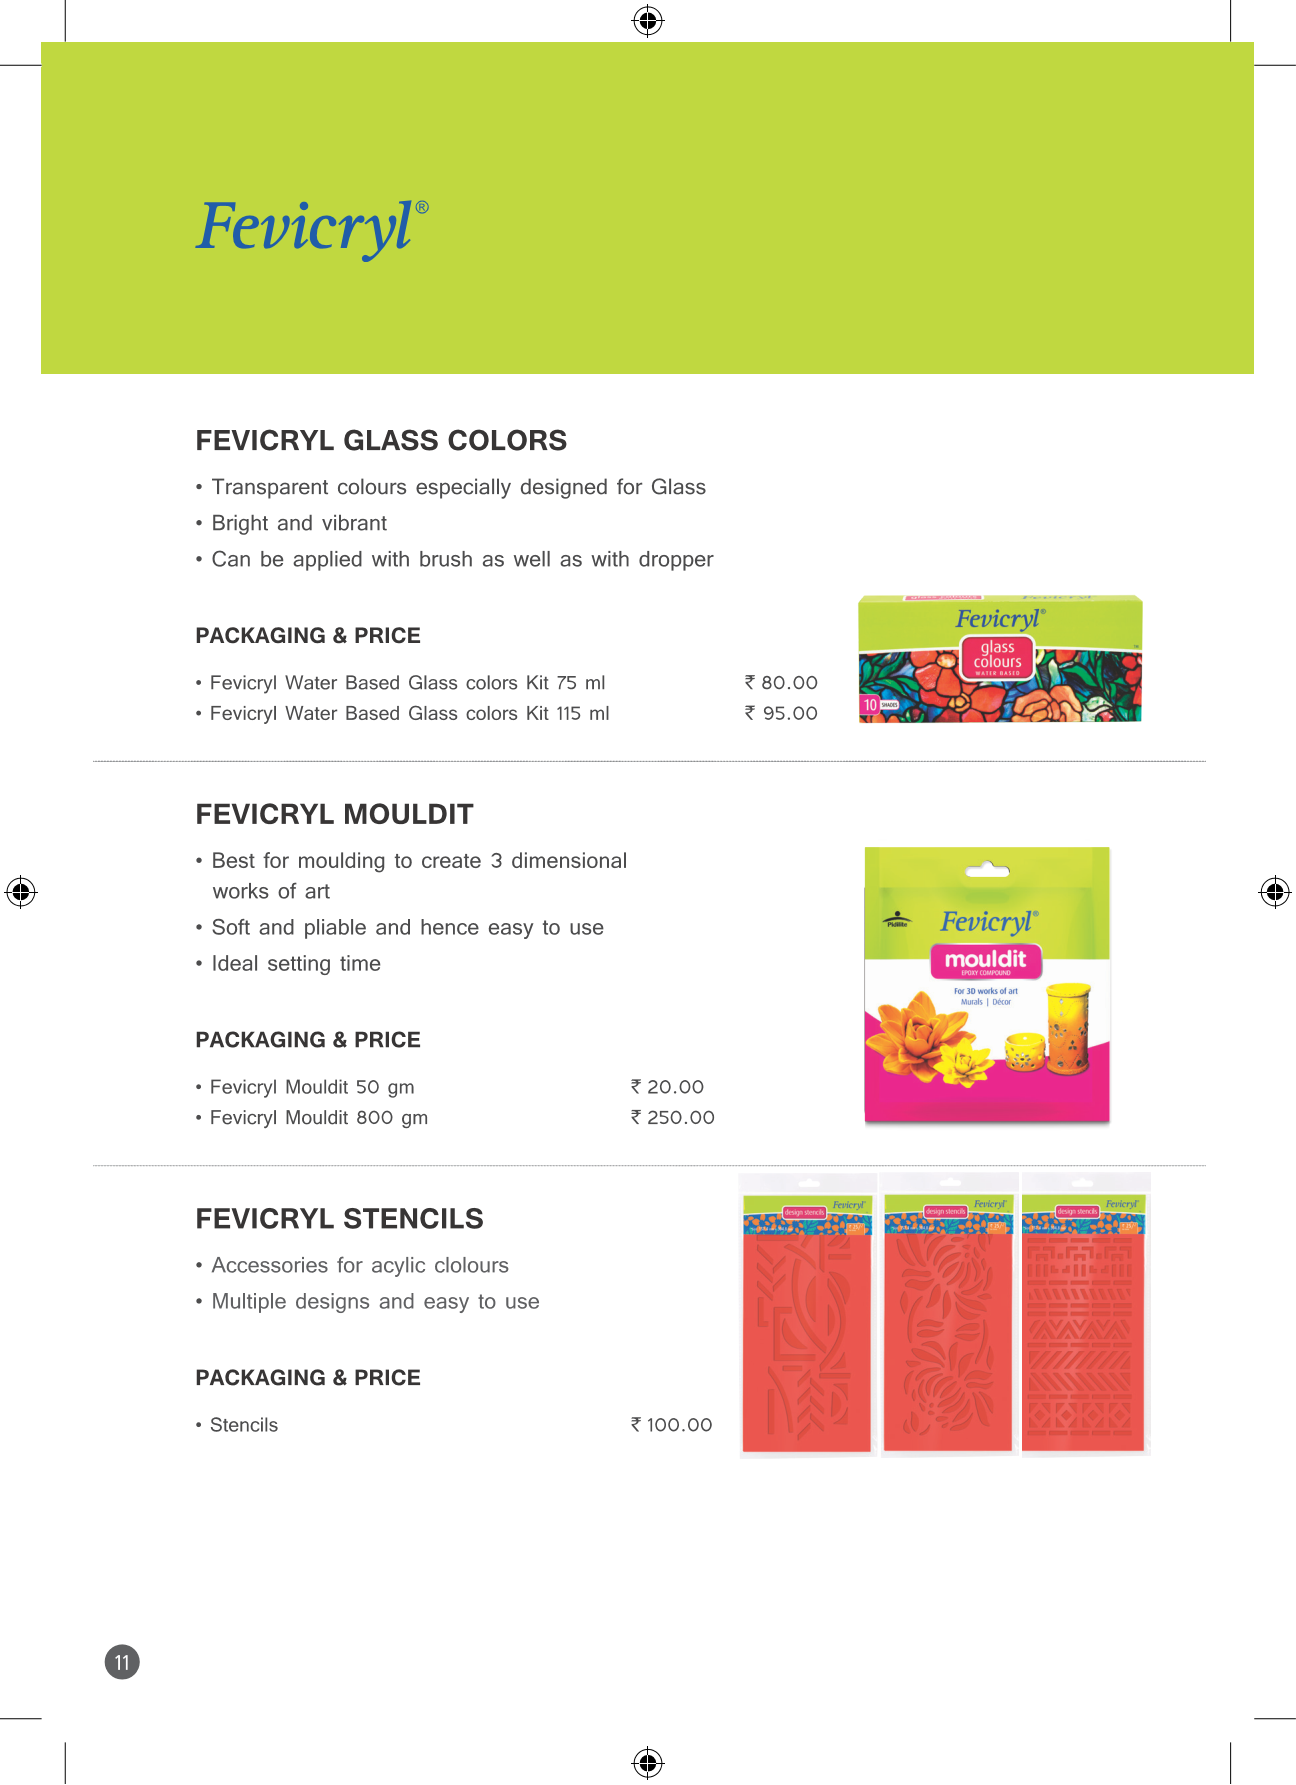 Fevicryl®
FEVICRYL GLASS COLORS
• Transparent colours especially designed for Glass
• Bright and vibrant
• Can be applied with brush as well as with dropper
PACKAGING & PRICE
• Fevicryl Water Based Glass colors Kit 75 ml ₹ 80.00
• Fevicryl Water Based Glass colors Kit 115 ml ₹ 95.00
Fevicryl®
glass
colours
WATER BASED
10 SHADES
FEVICRYL MOULDIT
• Best for moulding to create 3 dimensional
works of art
• Soft and pliable and hence easy to use
• Ideal setting time
PACKAGING & PRICE
• Fevicryl Mouldit 50 gm ₹ 20.00
• Fevicryl Mouldit 800 gm ₹ 250.00
Pidilite
Fevicryl®
mouldit
EPOXY COMPOUND
For 3D works of art
Murals | Décor
FEVICRYL STENCILS
• Accessories for acylic clolours
• Multiple designs and easy to use
PACKAGING & PRICE
• Stencils ₹ 100.00
Fevicryl
design stencils
Fevicryl
design stencils
Fevicryl
design stencils
11